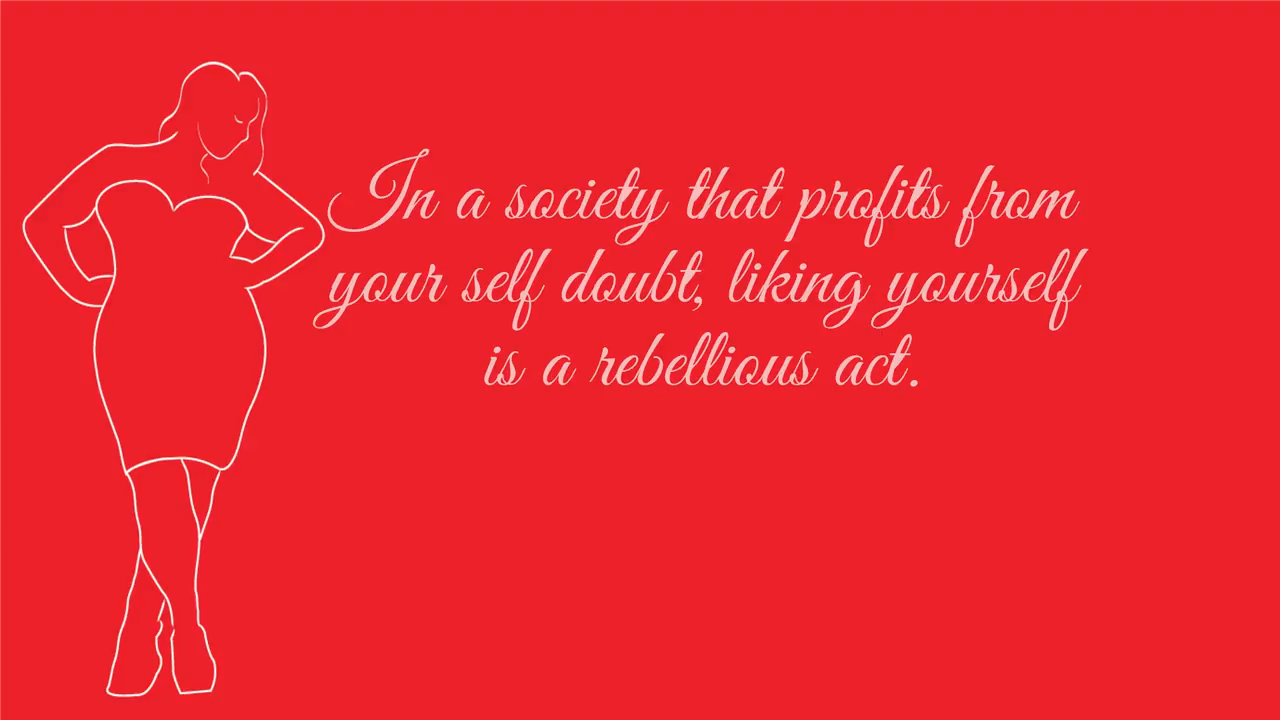 In a society that profits from
your self doubt, liking yourself
is a rebellious act.